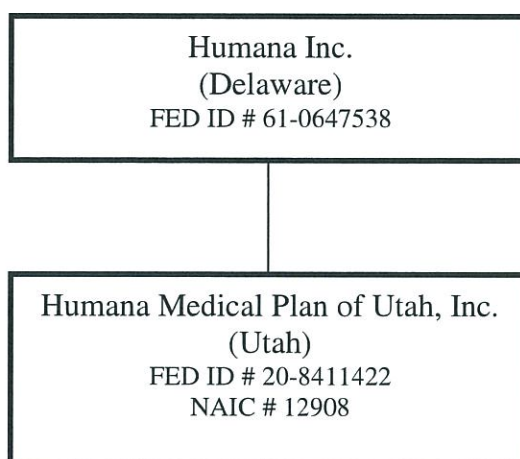 Humana Inc.
(Delaware)
FED ID # 61-0647538
Humana Medical Plan of Utah, Inc.
(Utah)
FED ID # 20-8411422
NAIC # 12908